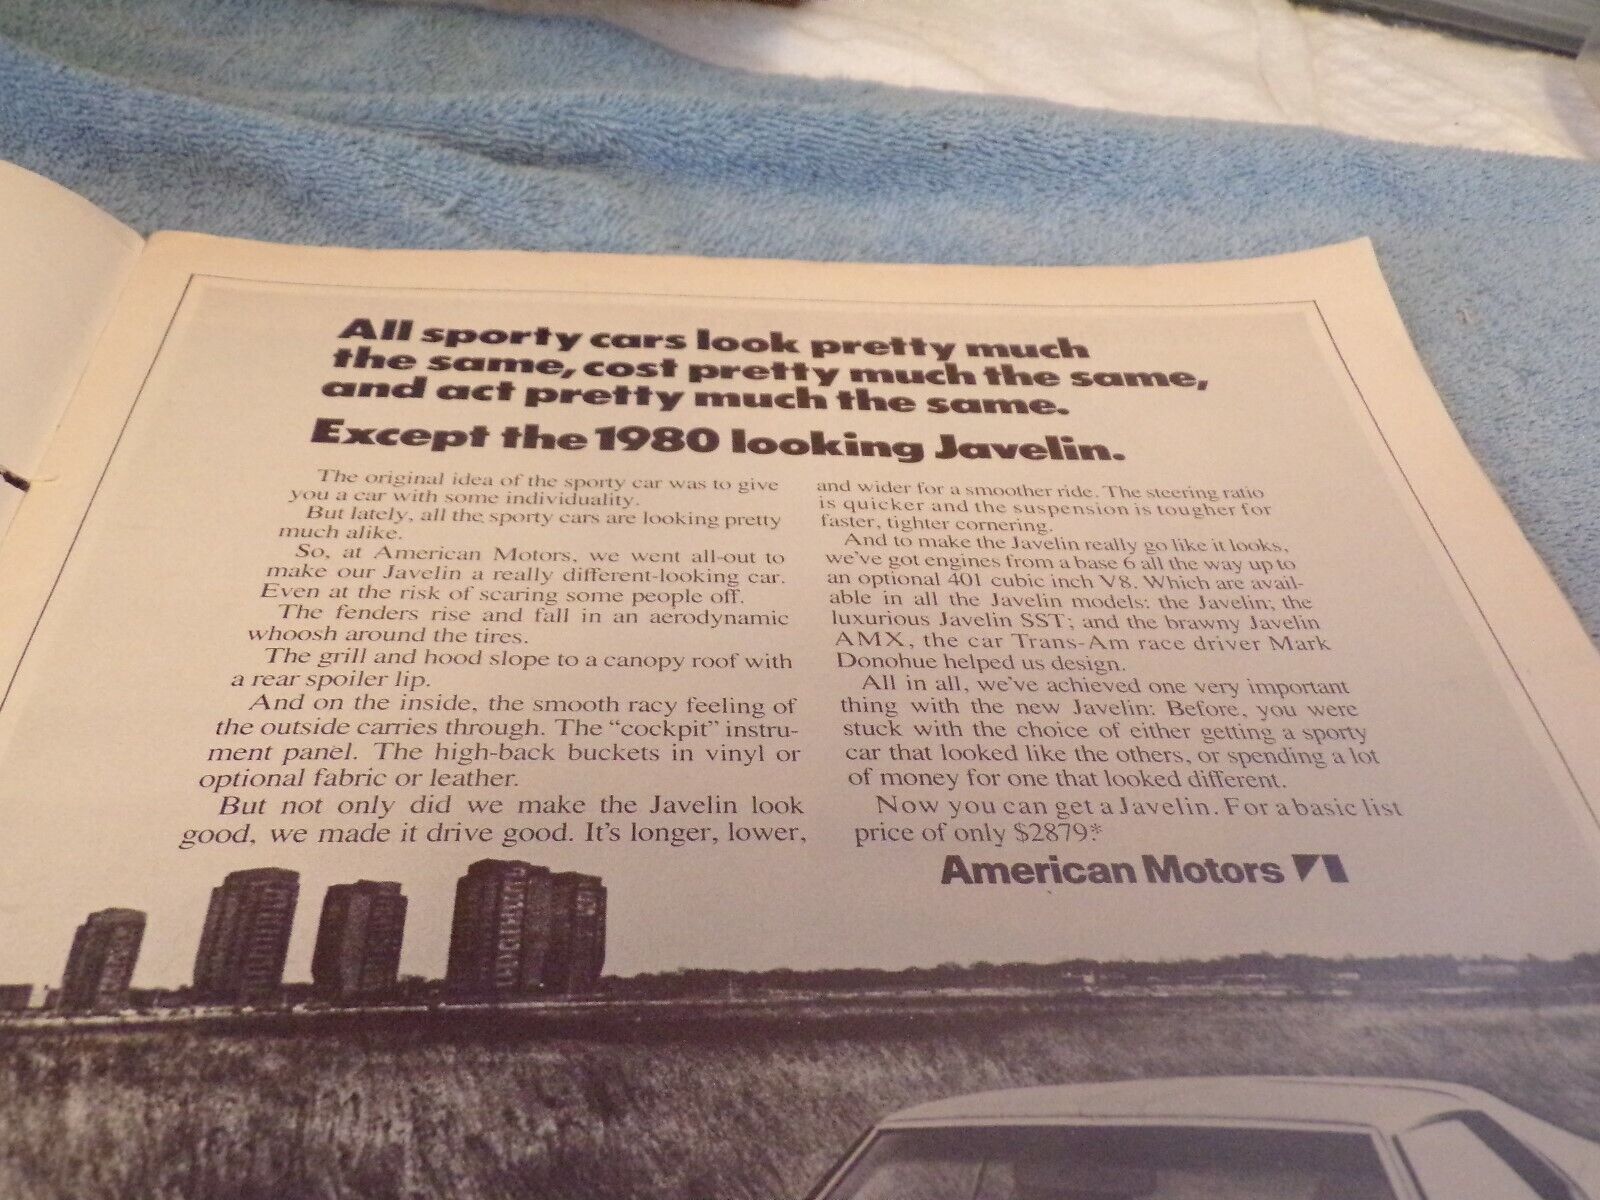 All sporty cars look pretty much
the same, cost pretty much the same,
and act pretty much the same.
Except the 1980 looking Javelin.
The original idea of the sporty car was to give
you a car with some individuality.
But lately, all the sporty cars are looking pretty
much alike.
So, at American Motors, we went all-out to
make our Javelin a really different-looking car.
Even at the risk of scaring some people off.
The fenders rise and fall in an aerodynamic
whoosh around the tires.
The grill and hood slope to a canopy roof with
a rear spoiler lip.
And on the inside, the smooth racy feeling of
the outside carries through. The "cockpit" instru-
ment panel. The high-back buckets in vinyl or
optional fabric or leather.
But not only did we make the Javelin look
good, we made it drive good. It's longer, lower,
and wider for a smoother ride. The steering ratio
is quicker and the suspension is tougher for
faster, tighter cornering.
And to make the Javelin really go like it looks,
we've got engines from a base 6 all the way up to
an optional 401 cubic inch V8. Which are avail-
able in all the Javelin models: the Javelin; the
luxurious Javelin SST; and the brawny Javelin
AMX, the car Trans-Am race driver Mark
Donohue helped us design.
All in all, we've achieved one very important
thing with the new Javelin: Before, you were
stuck with the choice of either getting a sporty
car that looked like the others, or spending a lot
of money for one that looked different.
Now you can get a Javelin. For a basic list
price of only $2879.*
American Motors